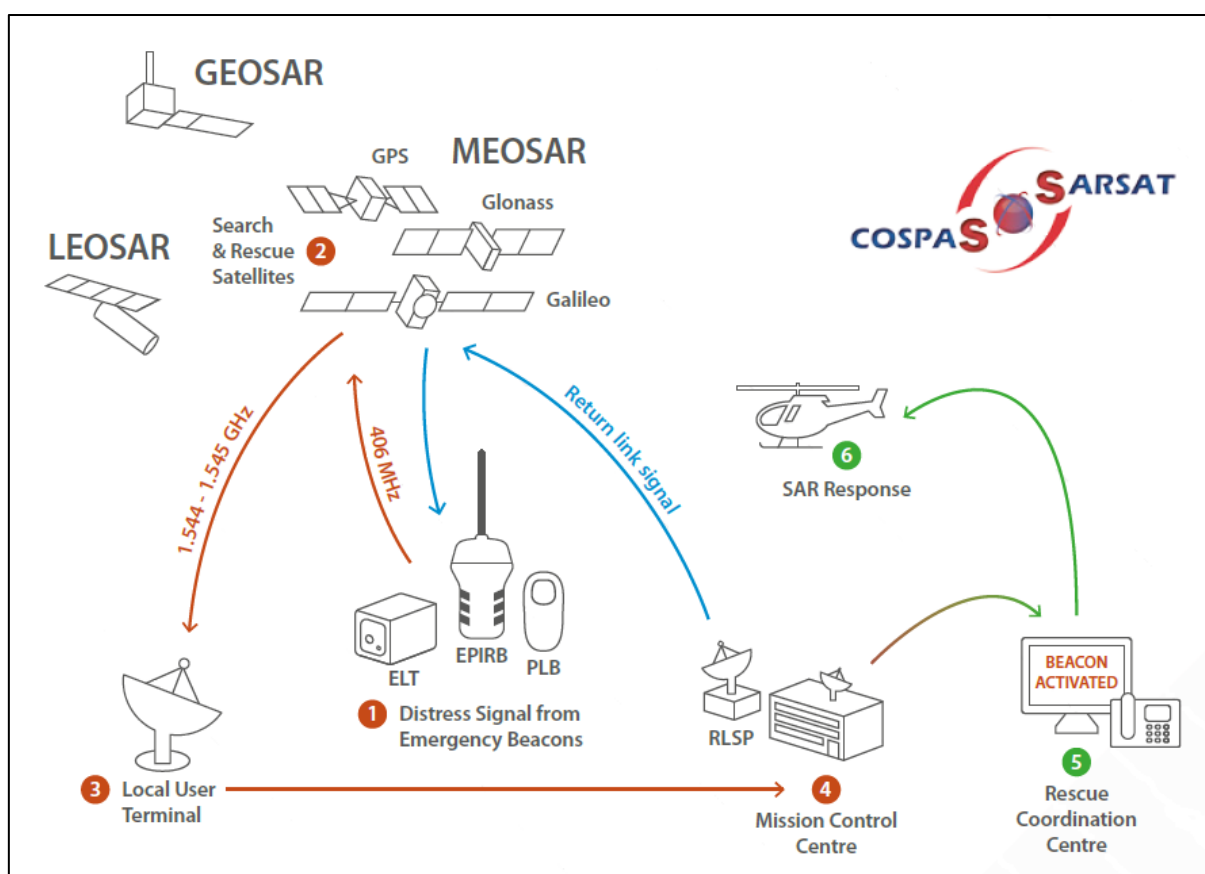 GEOSAR
MEOSAR
GPS
Glonass
LEOSAR
Search
& Rescue
Satellites
2
Galileo
COSPAS SARSAT
1.544 - 1.545 GHz
406 MHz
Return link signal
6
SAR Response
ELT
EPIRB
PLB
1
Distress Signal from
Emergency Beacons
RLSP
BEACON
ACTIVATED
3
Local User
Terminal
4
Mission Control
Centre
5
Rescue
Coordination
Centre